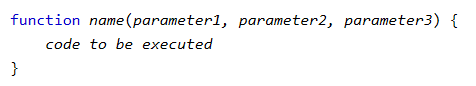 function name(parameter1, parameter2, parameter3) {
    code to be executed
}